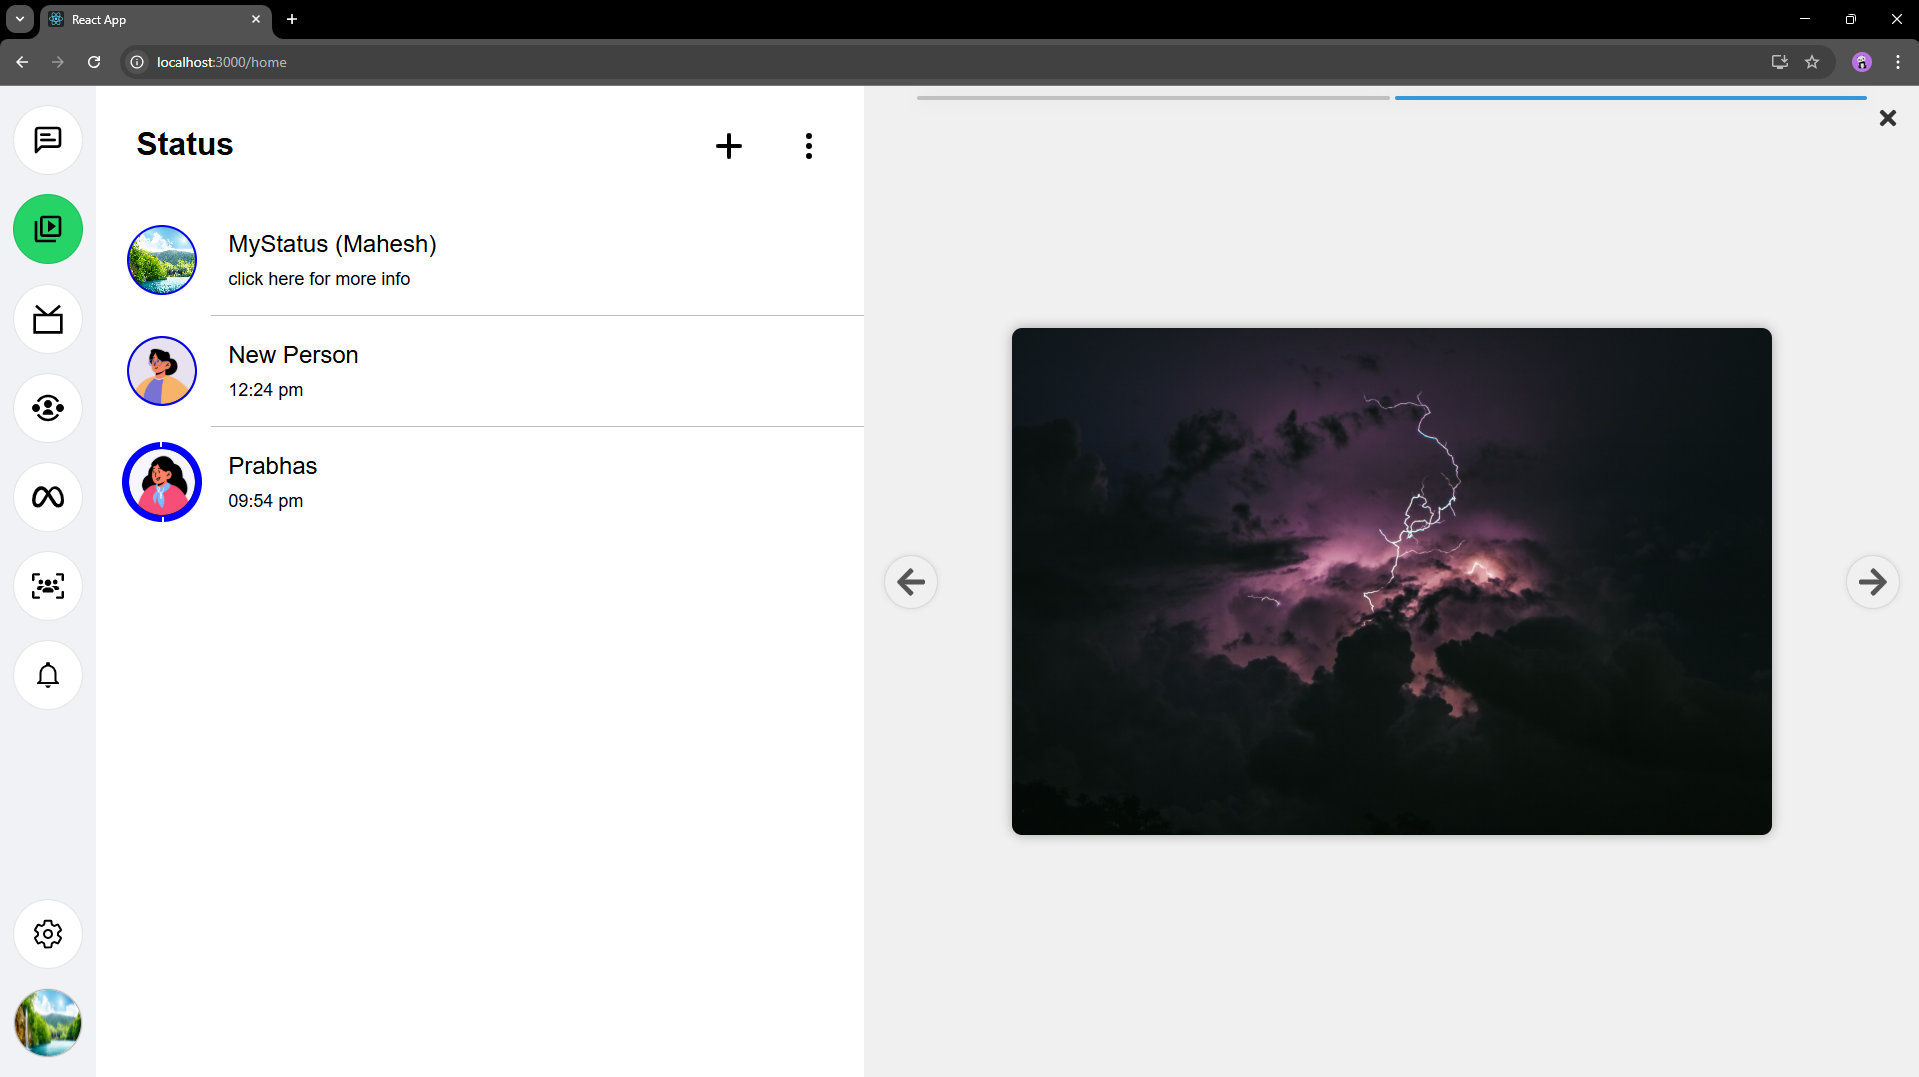 React App
localhost:3000/home
Status
MyStatus (Mahesh)
click here for more info
New Person
12:24 pm
Prabhas
09:54 pm